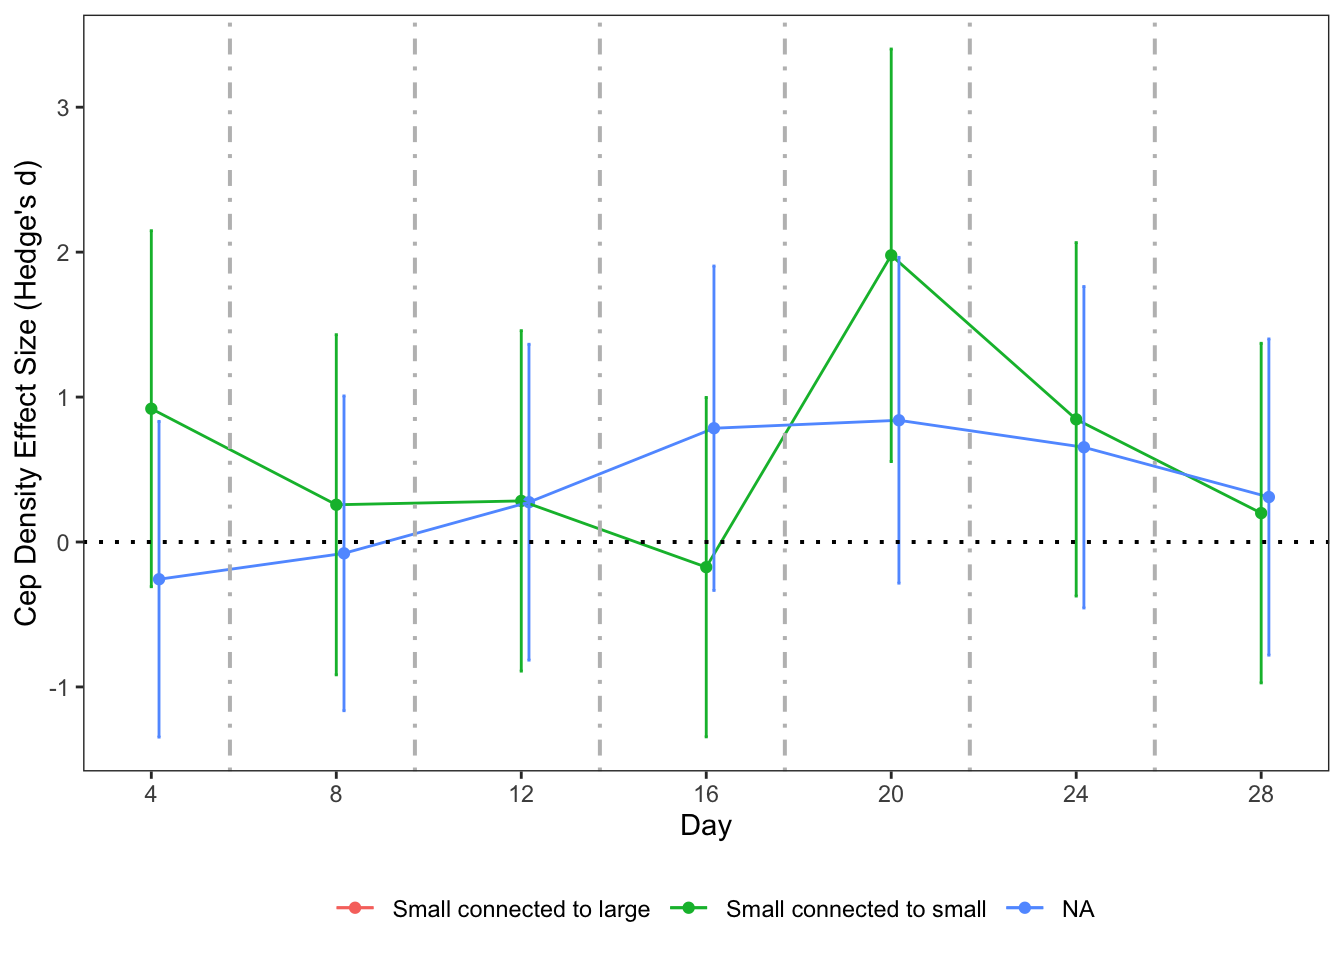 Cep Density Effect Size (Hedge's d)
3
2
1
0
-1
4 8 12 16 20 24 28
Day
Small connected to large Small connected to small NA